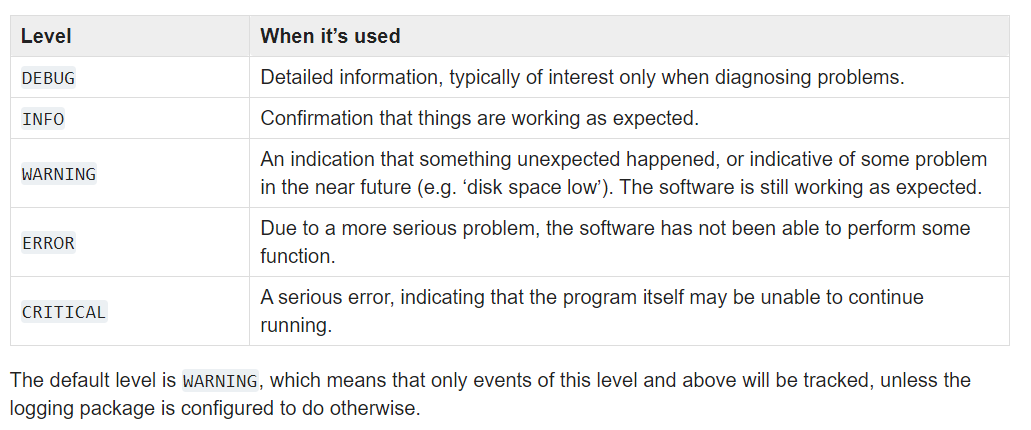 Level When it’s used
DEBUG Detailed information, typically of interest only when diagnosing problems.
INFO Confirmation that things are working as expected.
WARNING An indication that something unexpected happened, or indicative of some problem
in the near future (e.g. ‘disk space low’). The software is still working as expected.
ERROR Due to a more serious problem, the software has not been able to perform some
function.
CRITICAL A serious error, indicating that the program itself may be unable to continue
running.
The default level is WARNING, which means that only events of this level and above will be tracked, unless the
logging package is configured to do otherwise.